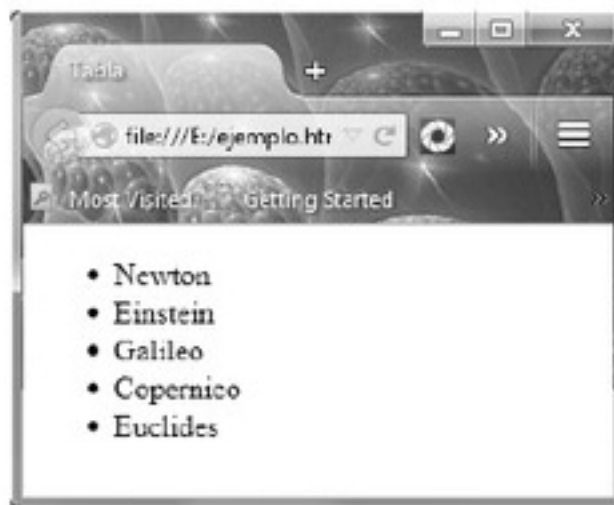 Tabla
file:///E:/ejemplo.htr
Most Visited Getting Started
• Newton
• Einstein
• Galileo
• Copernico
• Euclides